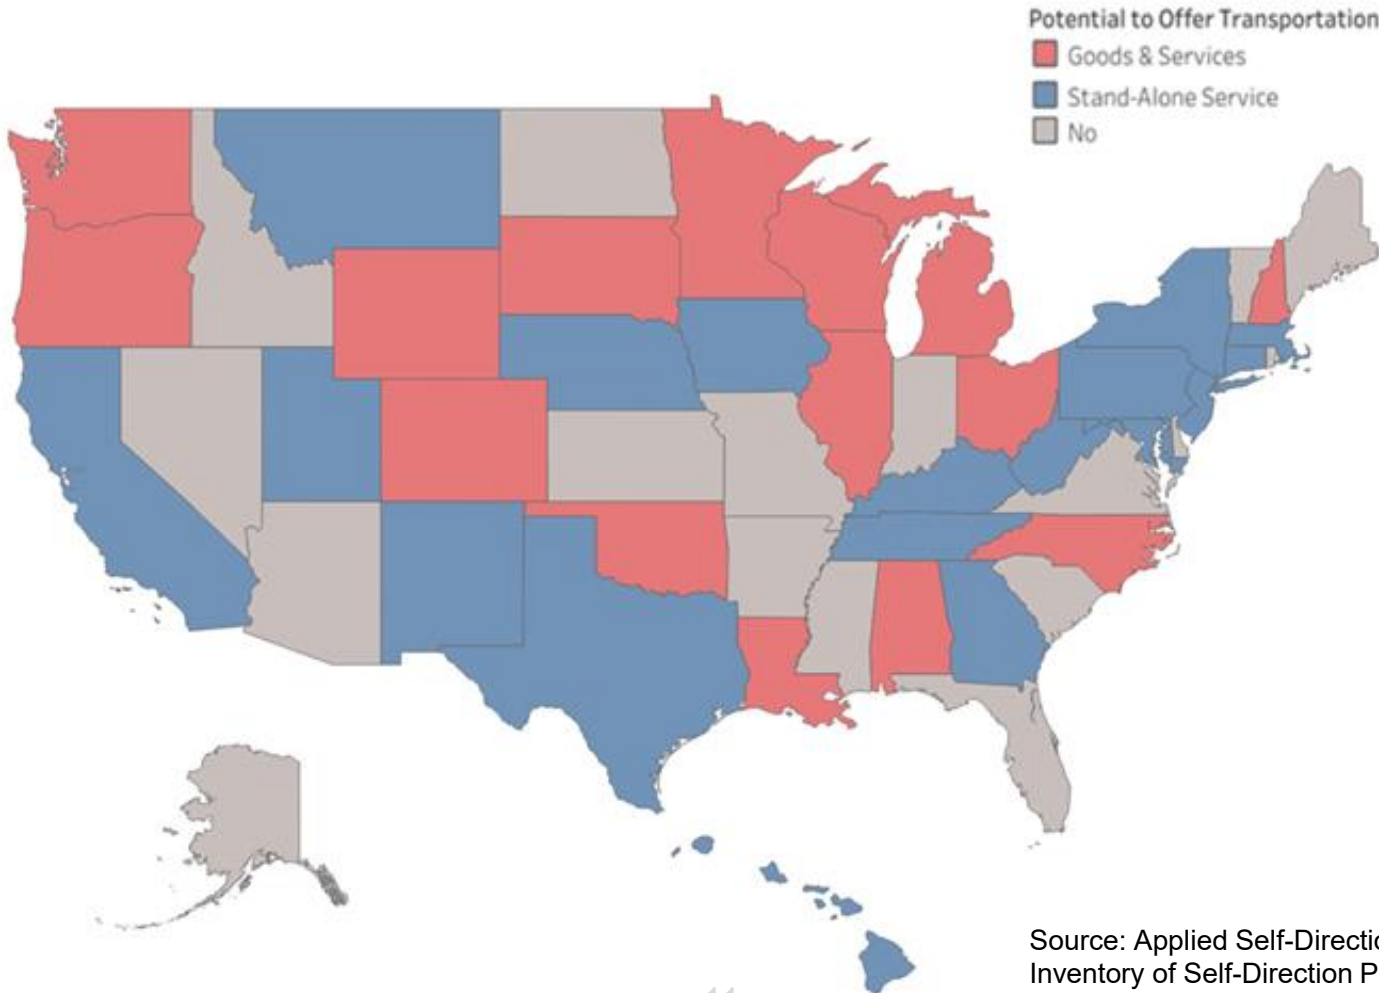 Potential to Offer Transportation
Goods & Services
Stand-Alone Service
No
Source: Applied Self-Directio
Inventory of Self-Direction P